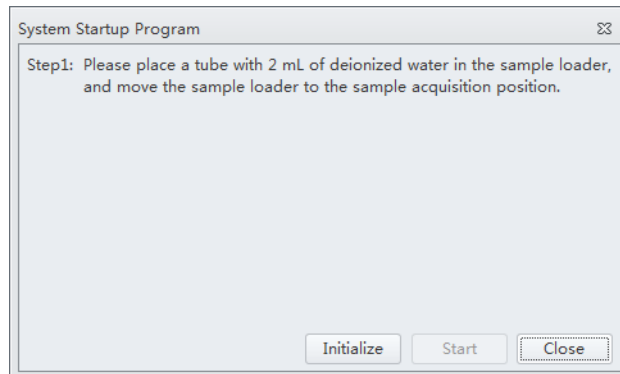 System Startup Program
Step1: Please place a tube with 2 mL of deionized water in the sample loader,
and move the sample loader to the sample acquisition position.
Initialize Start Close